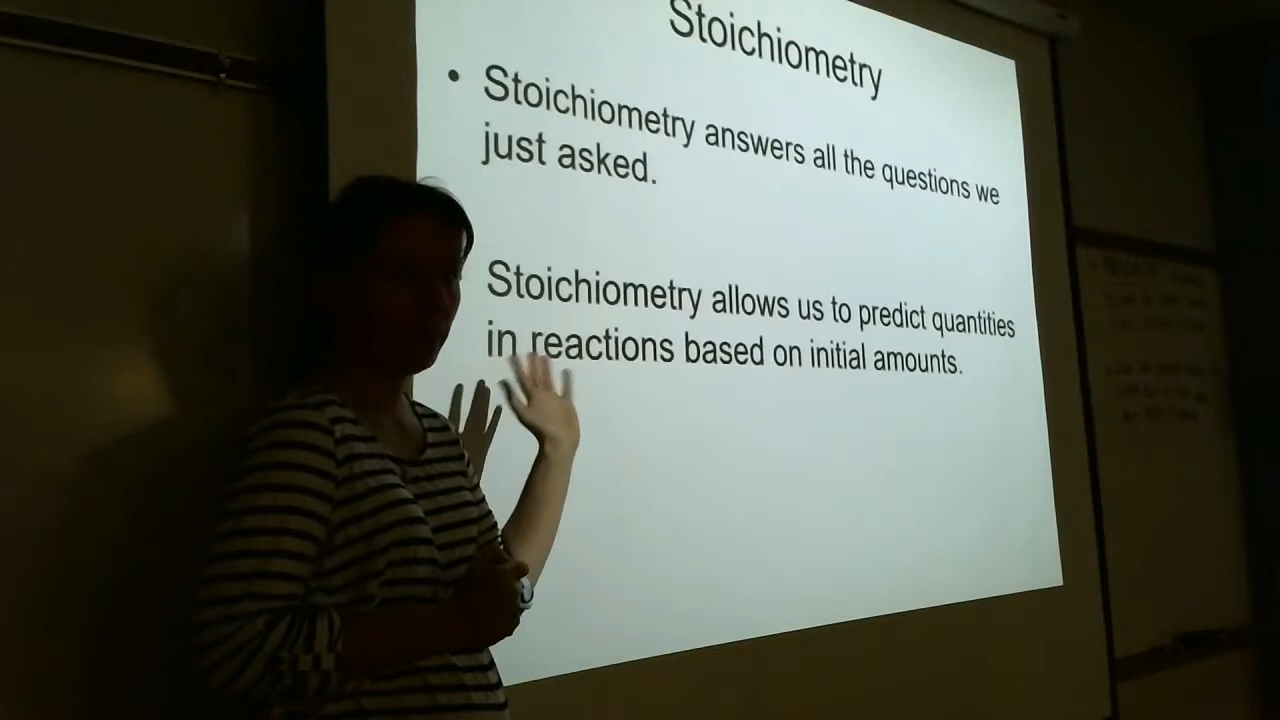 Stoichiometry
• Stoichiometry answers all the questions we
just asked.
Stoichiometry allows us to predict quantities
in reactions based on initial amounts.